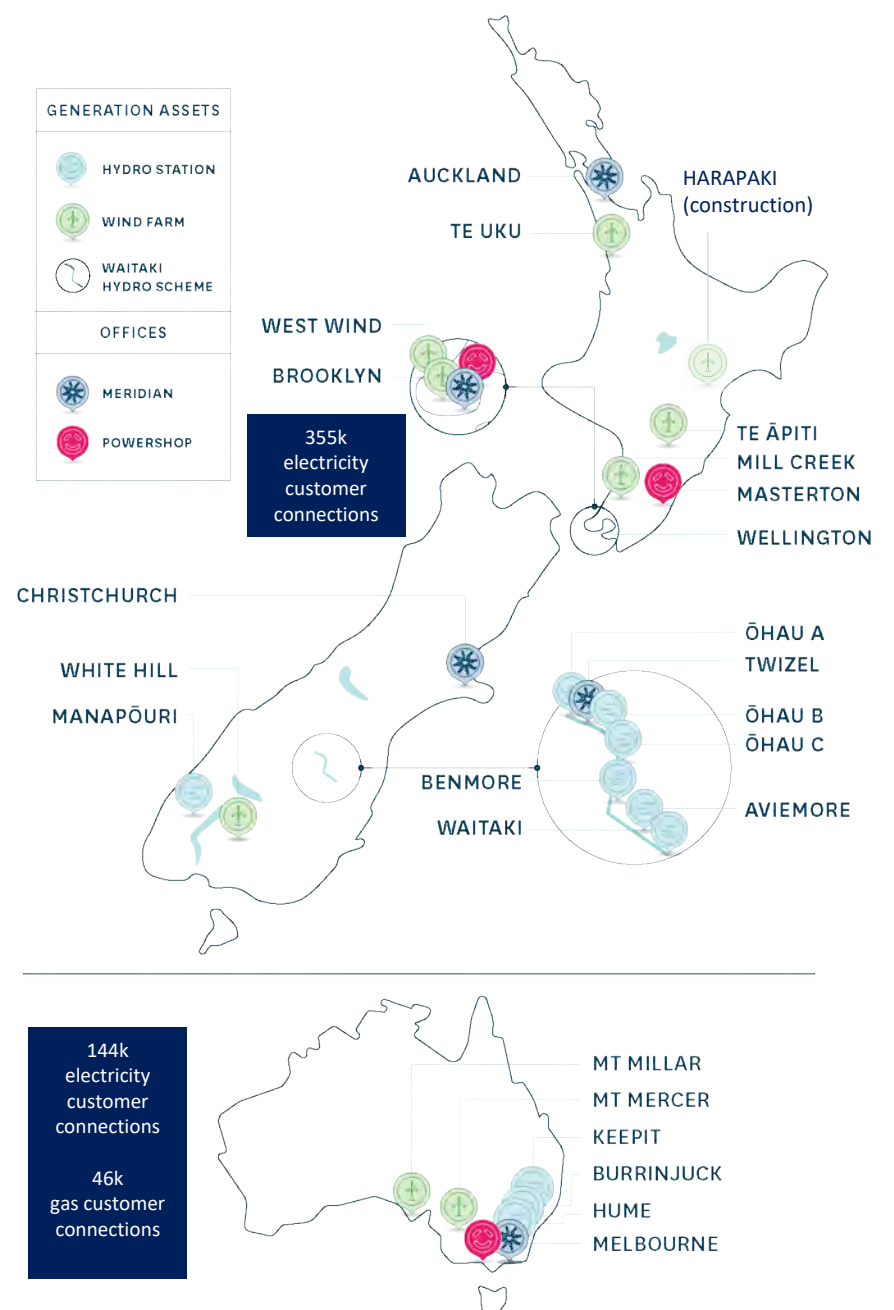 GENERATION ASSETS
HYDRO STATION
WIND FARM
WAITAKI
HYDRO SCHEME
OFFICES
MERIDIAN
POWERSHOP
AUCKLAND
TE UKU
HARAPAKI
(construction)
WEST WIND
BROOKLYN
355k
electricity
customer
connections
TE ĀPITI
MILL CREEK
MASTERTON
WELLINGTON
CHRISTCHURCH
WHITE HILL
MANAPŌURI
ŌHAU A
TWIZEL
ŌHAU B
ŌHAU C
BENMORE
AVIEMORE
WAITAKI
144k
electricity
customer
connections
46k
gas customer
connections
MT MILLAR
MT MERCER
KEEPIT
BURRINJUCK
HUME
MELBOURNE